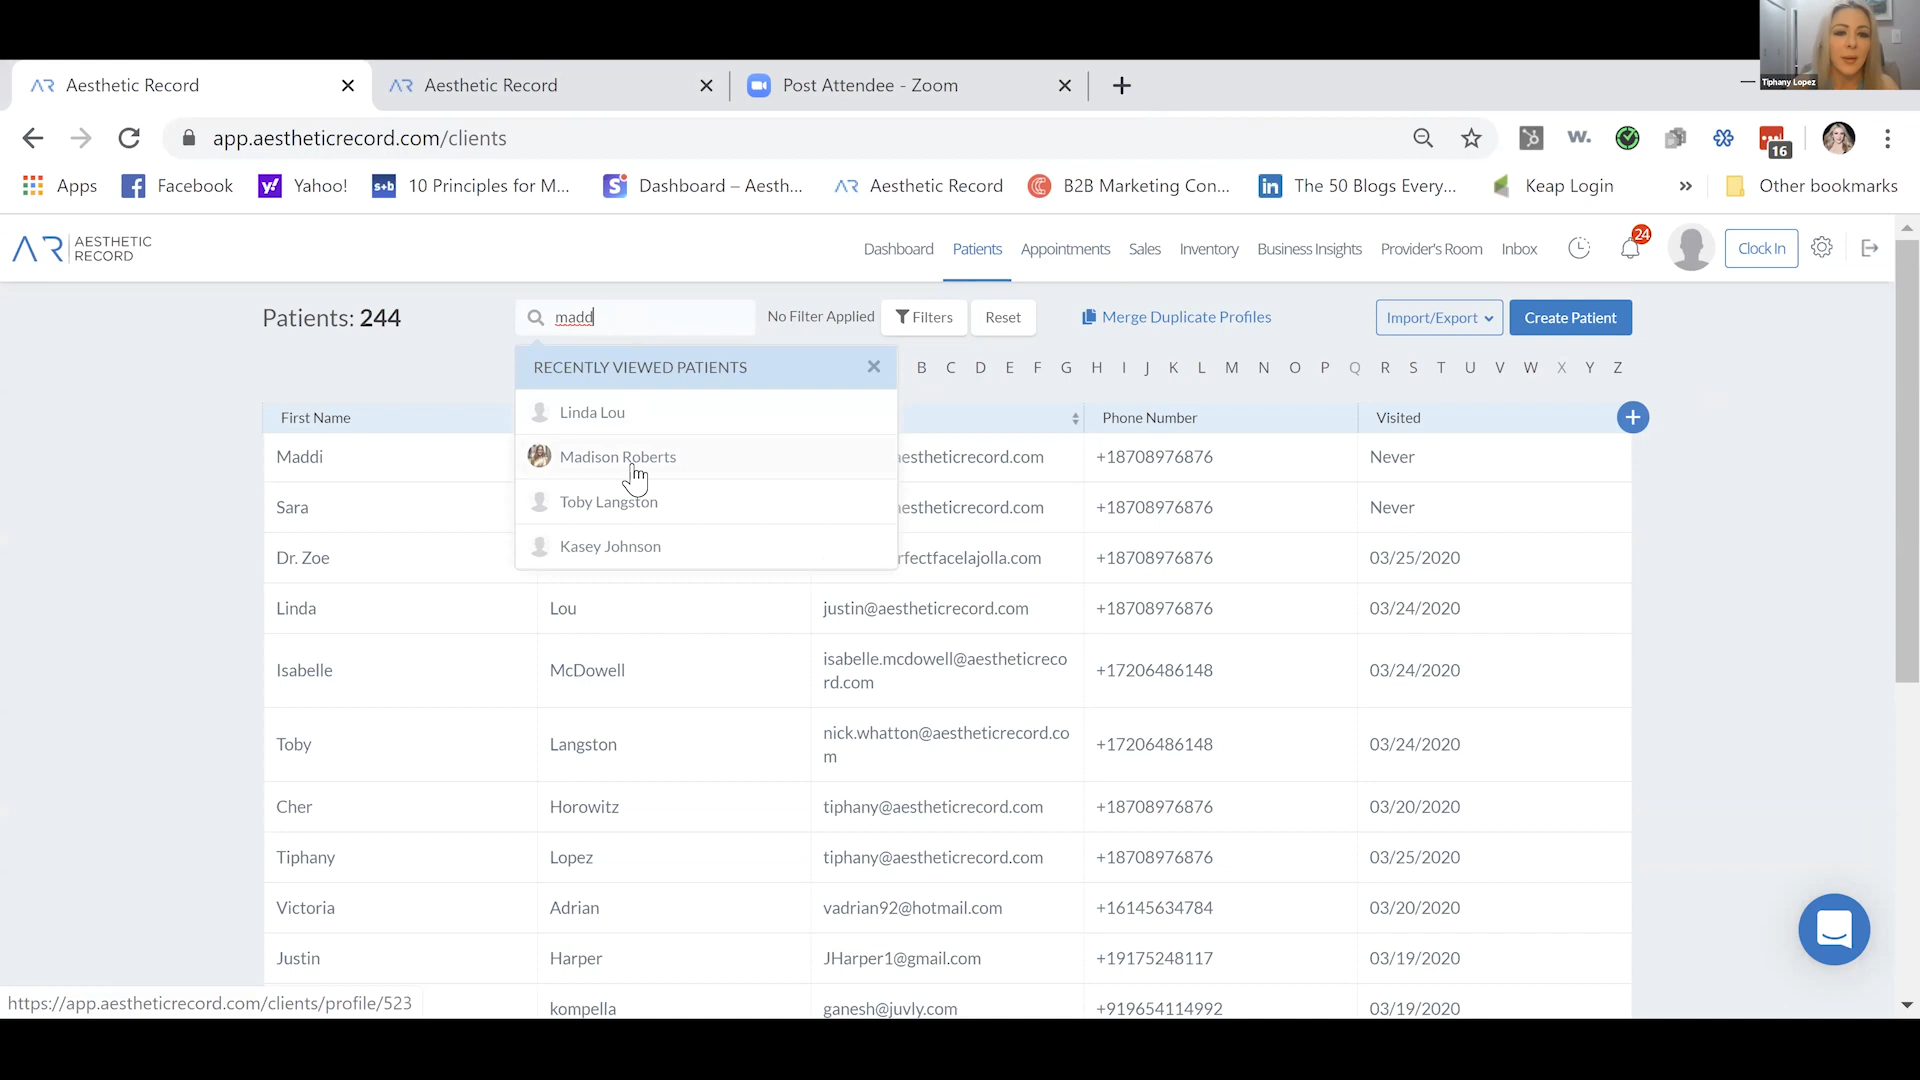 Tiphany Lopez
Aesthetic Record
Aesthetic Record
Post Attendee - Zoom
app.aestheticrecord.com/clients
16
Apps
Facebook
Yahoo!
s+b 10 Principles for M...
Dashboard – Aesth...
Aesthetic Record
B2B Marketing Con...
The 50 Blogs Every...
Keap Login
Other bookmarks
AR AESTHETIC
RECORD
Dashboard
Patients
Appointments
Sales
Inventory
Business Insights
Provider's Room
Inbox
24
Clock In
Patients: 244
madd
No Filter Applied
Filters
Reset
Merge Duplicate Profiles
Import/Export
Create Patient
RECENTLY VIEWED PATIENTS
B C D E F G H I J K L M N O P Q R S T U V W X Y Z
Linda Lou
Madison Roberts
Toby Langston
Kasey Johnson
First Name Phone Number Visited
Maddi estheticrecord.com +18708976876 Never
Sara estheticrecord.com +18708976876 Never
Dr. Zoe rfectfacelajolla.com +18708976876 03/25/2020
Linda Lou justin@aestheticrecord.com +18708976876 03/24/2020
Isabelle McDowell isabelle.mcdowell@aestheticreco
rd.com +17206486148 03/24/2020
Toby Langston nick.whatton@aestheticrecord.co
m +17206486148 03/24/2020
Cher Horowitz tiphany@aestheticrecord.com +18708976876 03/20/2020
Tiphany Lopez tiphany@aestheticrecord.com +18708976876 03/25/2020
Victoria Adrian vadrian92@hotmail.com +16145634784 03/20/2020
Justin Harper JHarper1@gmail.com +19175248117 03/19/2020
kompella ganesh@juvly.com +919654114992 03/19/2020
https://app.aestheticrecord.com/clients/profile/523